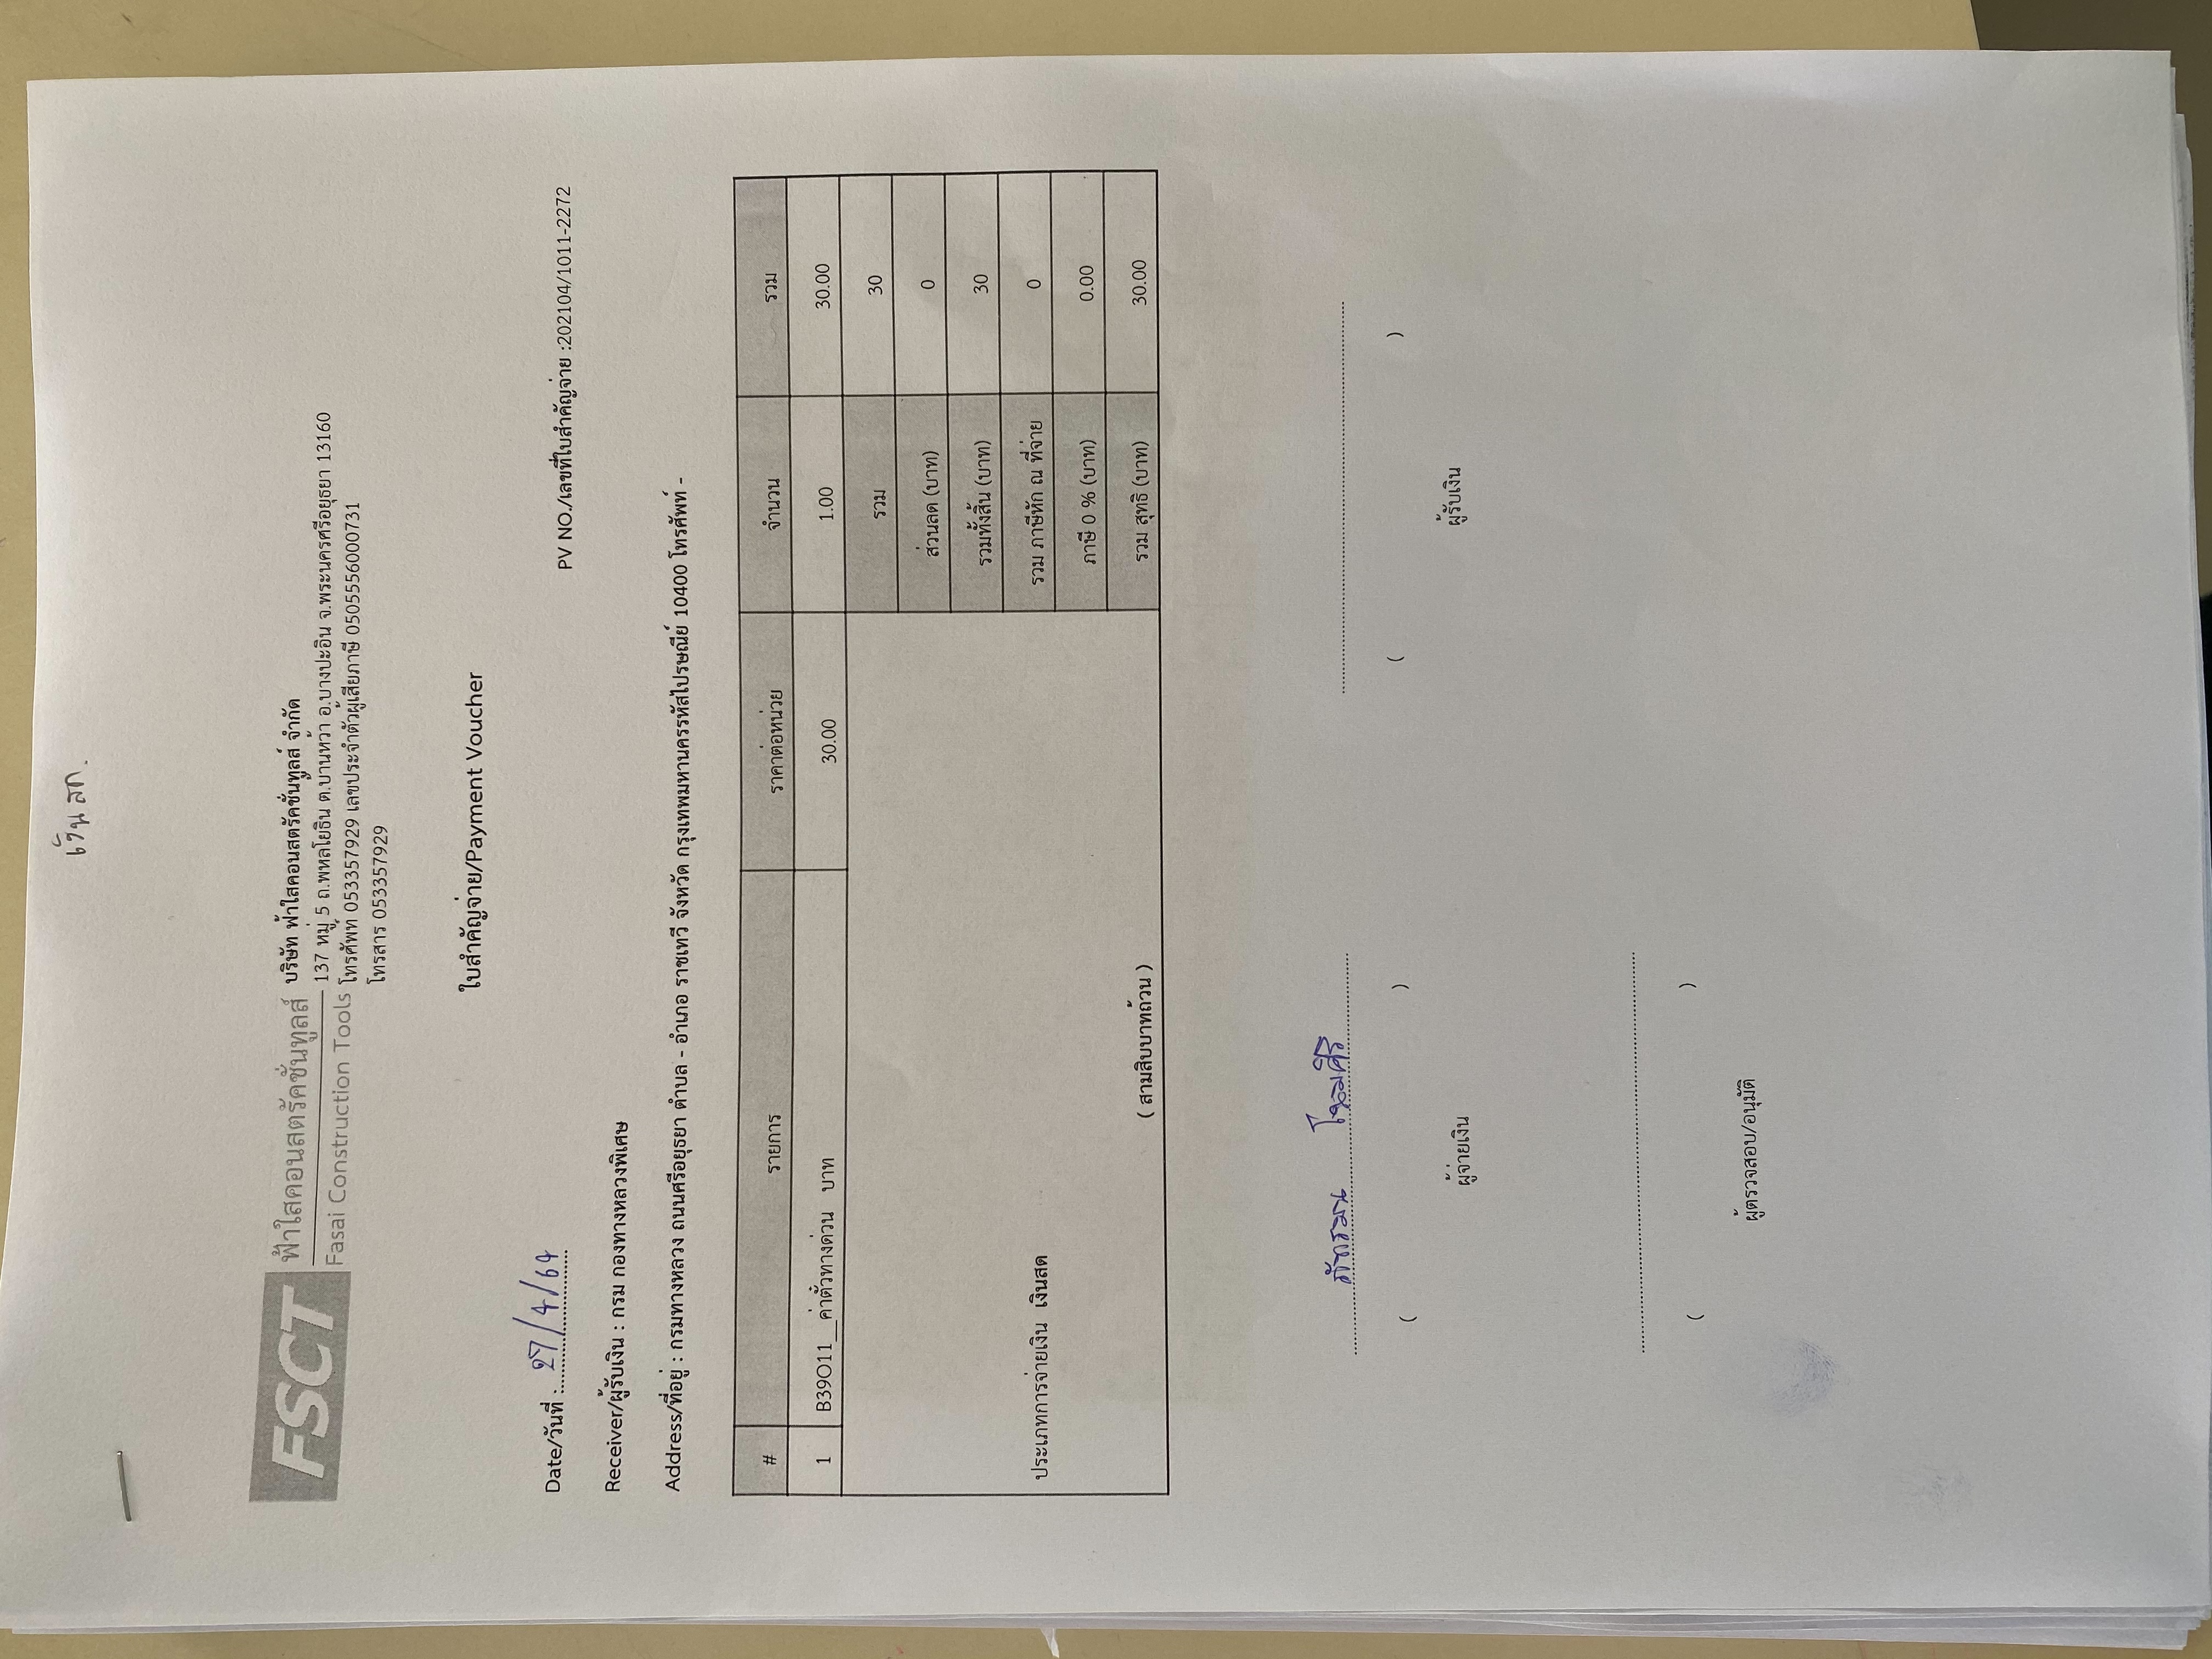 เงินสด.
FSCT
ฟ้าใสคอนสตรัคชั่นทูลส์
Fasai Construction Tools
บริษัท ฟ้าใสคอนสตรัคชั่นทูลส์ จำกัด
137 หมู่ 5 ถ.พหลโยธิน ต.บ้านหว้า อ.บางปะอิน จ.พระนครศรีอยุธยา 13160
โทรศัพท์ 053357929 เลขประจำตัวผู้เสียภาษี 0505556000731
โทรสาร 053357929
ใบสำคัญจ่าย/Payment Voucher
Date/วันที่ : 27/4/64
PV NO./เลขที่ใบสำคัญจ่าย :202104/1011-2272
Receiver/ผู้รับเงิน : กรม กองทางหลวงพิเศษ
Address/ที่อยู่ : กรมทางหลวง ถนนศรีอยุธยา ตำบล - อำเภอ ราชเทวี จังหวัด กรุงเทพมหานครรหัสไปรษณีย์ 10400 โทรศัพท์ -
# รายการ ราคาต่อหน่วย จำนวน รวม
1 B39O11__ค่าตั๋วทางด่วน บาท 30.00 1.00 30.00
รวม 30
ส่วนลด (บาท) 0
รวมทั้งสิ้น (บาท) 30
ประเภทการจ่ายเงิน เงินสด
รวม ภาษีหัก ณ ที่จ่าย 0
ภาษี 0 % (บาท) 0.00
( สามสิบบาทถ้วน )
รวม สุทธิ (บาท) 30.00
ภัทรมน โฉมศิริ
( ) ( )
ผู้จ่ายเงิน ผู้รับเงิน
( )
ผู้ตรวจสอบ/อนุมัติ